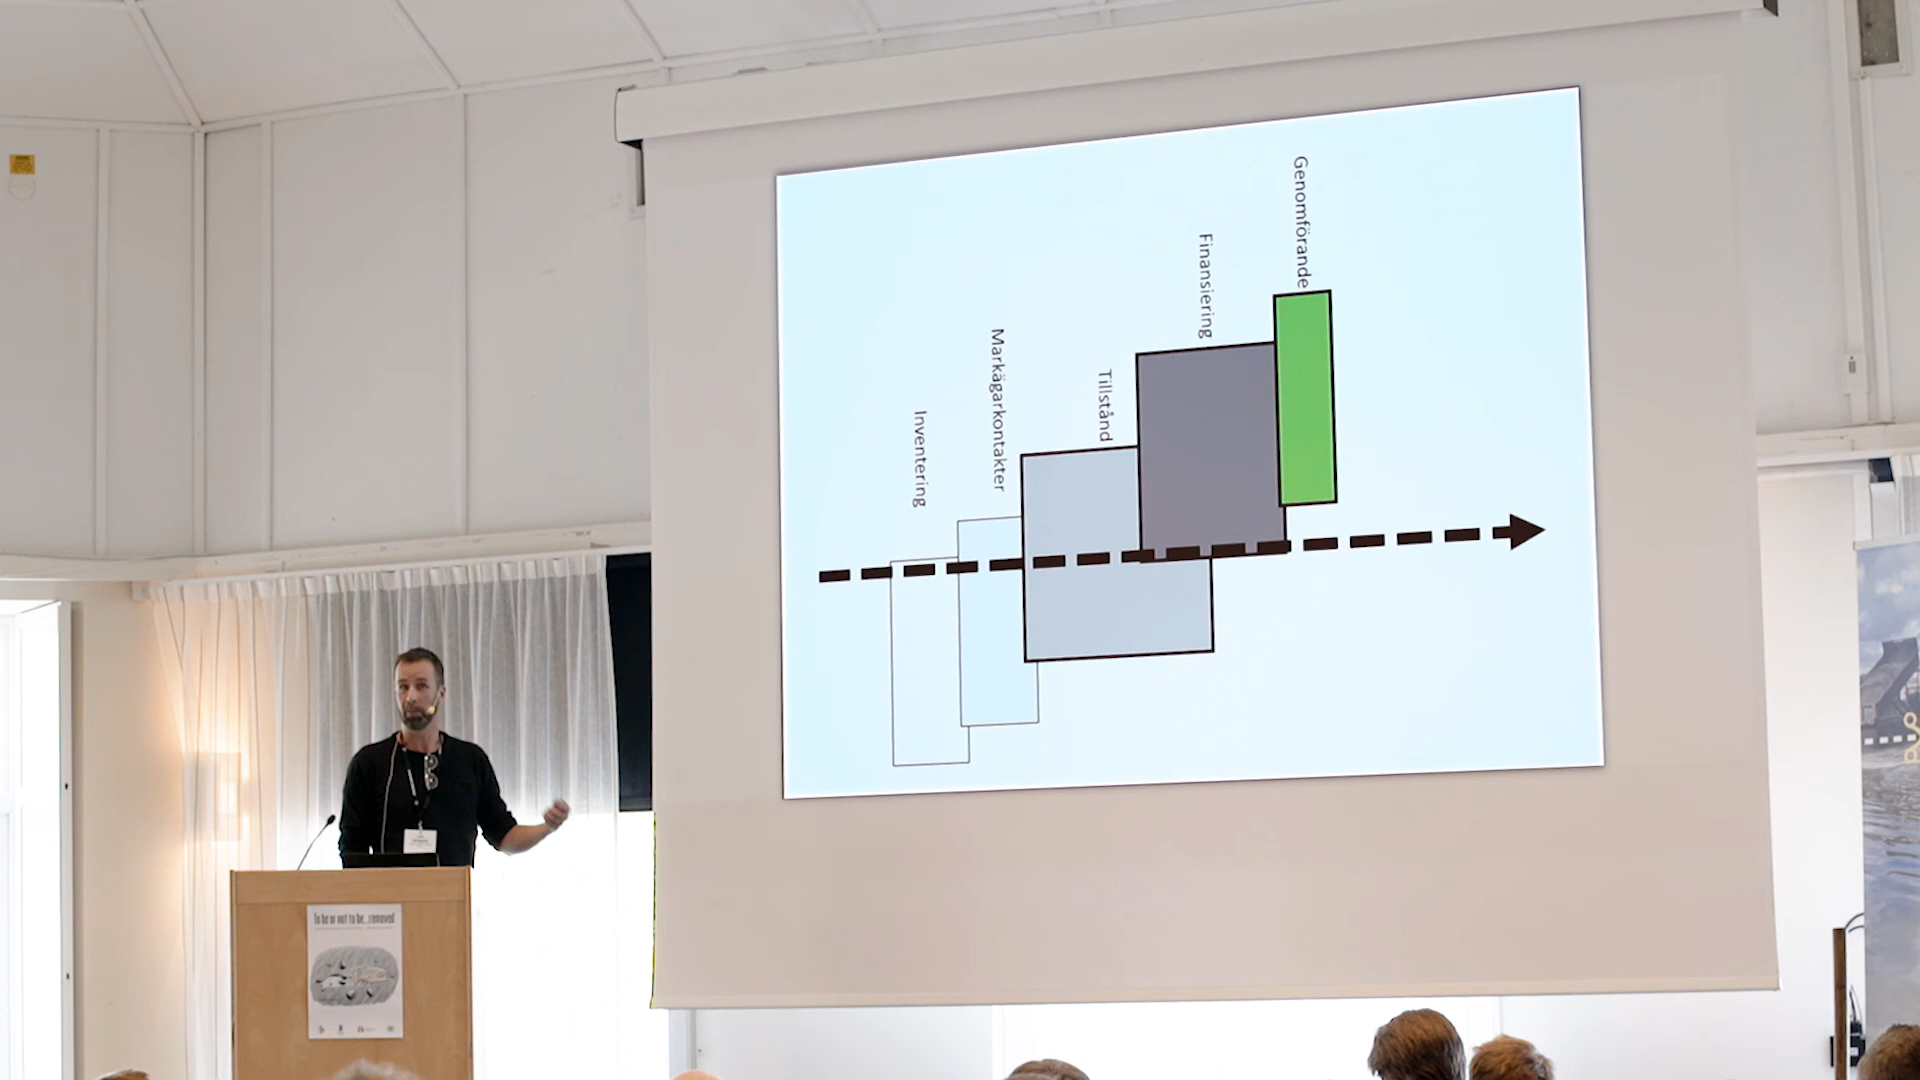 Inventering
Markägarkontakter
Tillstånd
Finansiering
Genomförande
To be or not to be...removed